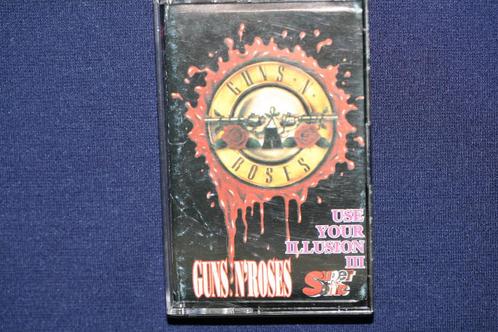 GUNS · N ·
ROSES
USE
YOUR
ILLUSION
III
GUNS N' ROSES
Super